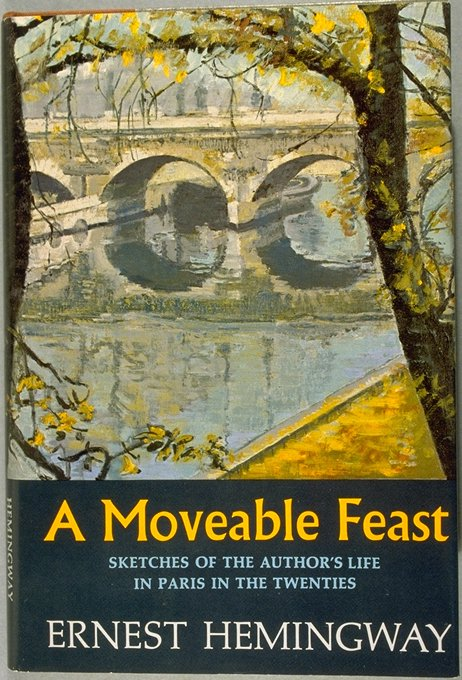 A Moveable Feast
SKETCHES OF THE AUTHOR'S LIFE
IN PARIS IN THE TWENTIES
ERNEST HEMINGWAY
HEMINGWAY